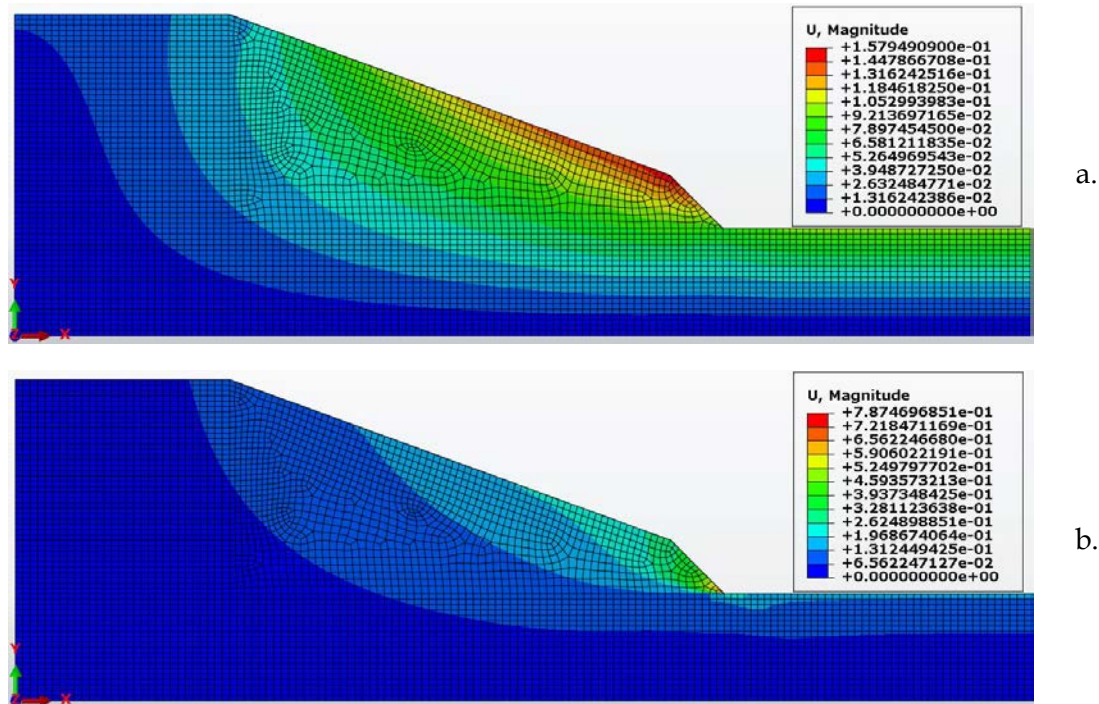 U, Magnitude
+1.579490900e-01
+1.447866708e-01
+1.316242516e-01
+1.184618250e-01
+1.052993983e-01
+9.213697165e-02
+7.897454500e-02
+6.581211835e-02
+5.264969543e-02
+3.948727250e-02
+2.632484771e-02
+1.316242386e-02
+0.000000000e+00
a.
Y
Z X
U, Magnitude
+7.874696851e-01
+7.218471169e-01
+6.562246680e-01
+5.906022191e-01
+5.249797702e-01
+4.593573213e-01
+3.937348425e-01
+3.281123638e-01
+2.624898851e-01
+1.968674064e-01
+1.312449425e-01
+6.562247127e-02
+0.000000000e+00
b.
Y
Z X